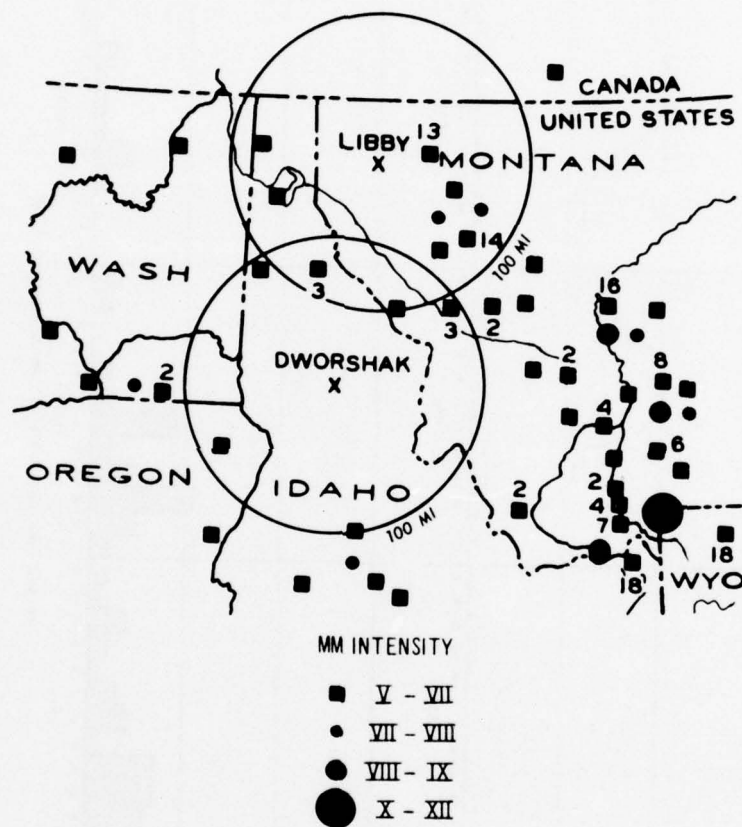 CANADA
UNITED STATES
13
LIBBY
X
MONTANA
14
100 MI
WASH
3
3
2
16
DWORSHAK
X
2
2
8
4
6
OREGON
IDAHO
2
2
4
7
100 MI
18
18
WYO
MM INTENSITY
V - VII
VII - VIII
VIII - IX
X - XII